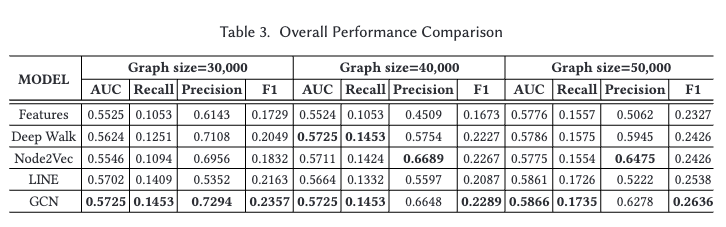 Table 3. Overall Performance Comparison
MODEL Graph size=30,000 Graph size=40,000 Graph size=50,000
AUC Recall Precision F1 AUC Recall Precision F1 AUC Recall Precision F1
Features 0.5525 0.1053 0.6143 0.1729 0.5524 0.1053 0.4509 0.1673 0.5776 0.1557 0.5062 0.2327
Deep Walk 0.5624 0.1251 0.7108 0.2049 0.5725 0.1453 0.5754 0.2227 0.5786 0.1575 0.5945 0.2426
Node2Vec 0.5546 0.1094 0.6956 0.1832 0.5711 0.1424 0.6689 0.2267 0.5775 0.1554 0.6475 0.2426
LINE 0.5702 0.1409 0.5352 0.2163 0.5664 0.1332 0.5597 0.2087 0.5861 0.1726 0.5222 0.2538
GCN 0.5725 0.1453 0.7294 0.2357 0.5725 0.1453 0.6648 0.2289 0.5866 0.1735 0.6278 0.2636